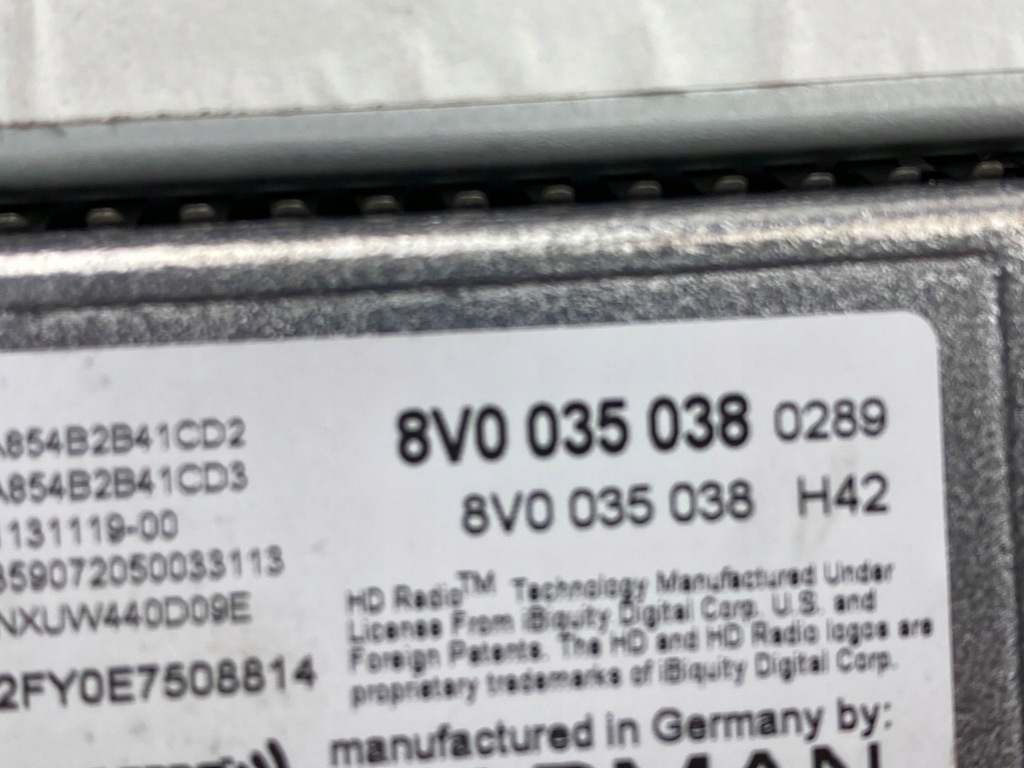 8V0 035 038 0289
8V0 035 038 H42
A854B2B41CD2
A854B2B41CD3
131119-00
859072050033113
NXUW440D09E
2FY0E7508814
HD Radio™ Technology Manufactured Under
License From iBiquity Digital Corp. U.S. and
Foreign Patents. The HD and HD Radio logos are
proprietary trademarks of iBiquity Digital Corp.
manufactured in Germany by: